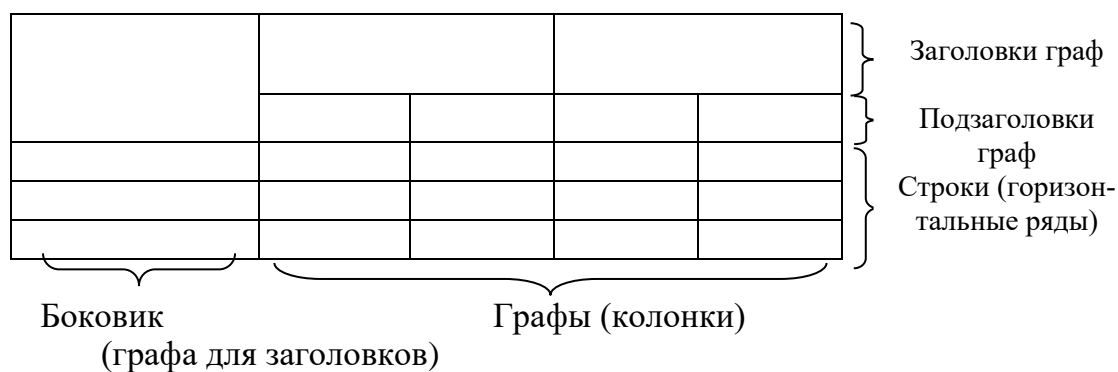 Заголовки граф
Подзаголовки
граф
Строки (горизон-
тальные ряды)
Боковик
(графа для заголовков)
Графы (колонки)